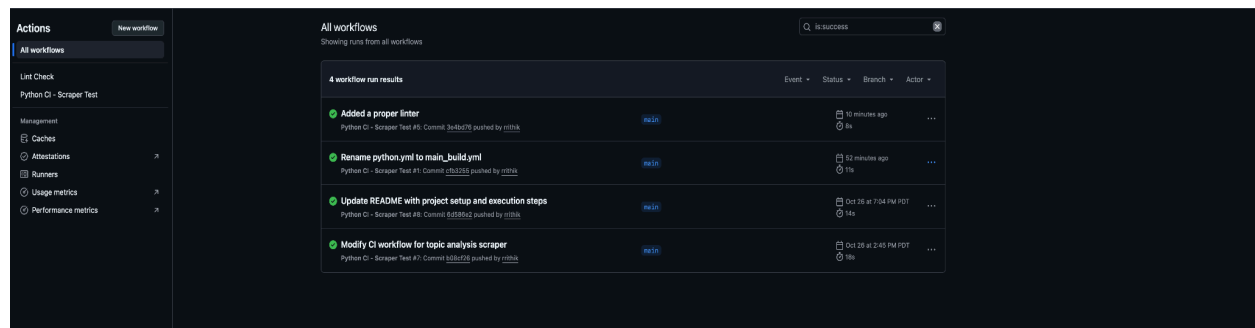 Actions
New workflow
All workflows
Lint Check
Python CI - Scraper Test
Management
Caches
Attestations
Runners
Usage metrics
Performance metrics
All workflows
Showing runs from all workflows
is:success
4 workflow run results
Event Status Branch Actor
Added a proper linter
Python CI - Scraper Test #5: Commit 3e4bd76 pushed by rrithik
main
10 minutes ago
8s
Rename python.yml to main_build.yml
Python CI - Scraper Test #1: Commit cfb3255 pushed by rrithik
main
52 minutes ago
11s
Update README with project setup and execution steps
Python CI - Scraper Test #8: Commit 6d586e2 pushed by rrithik
main
Oct 26 at 7:04 PM PDT
14s
Modify CI workflow for topic analysis scraper
Python CI - Scraper Test #7: Commit b06cf26 pushed by rrithik
main
Oct 26 at 2:45 PM PDT
18s